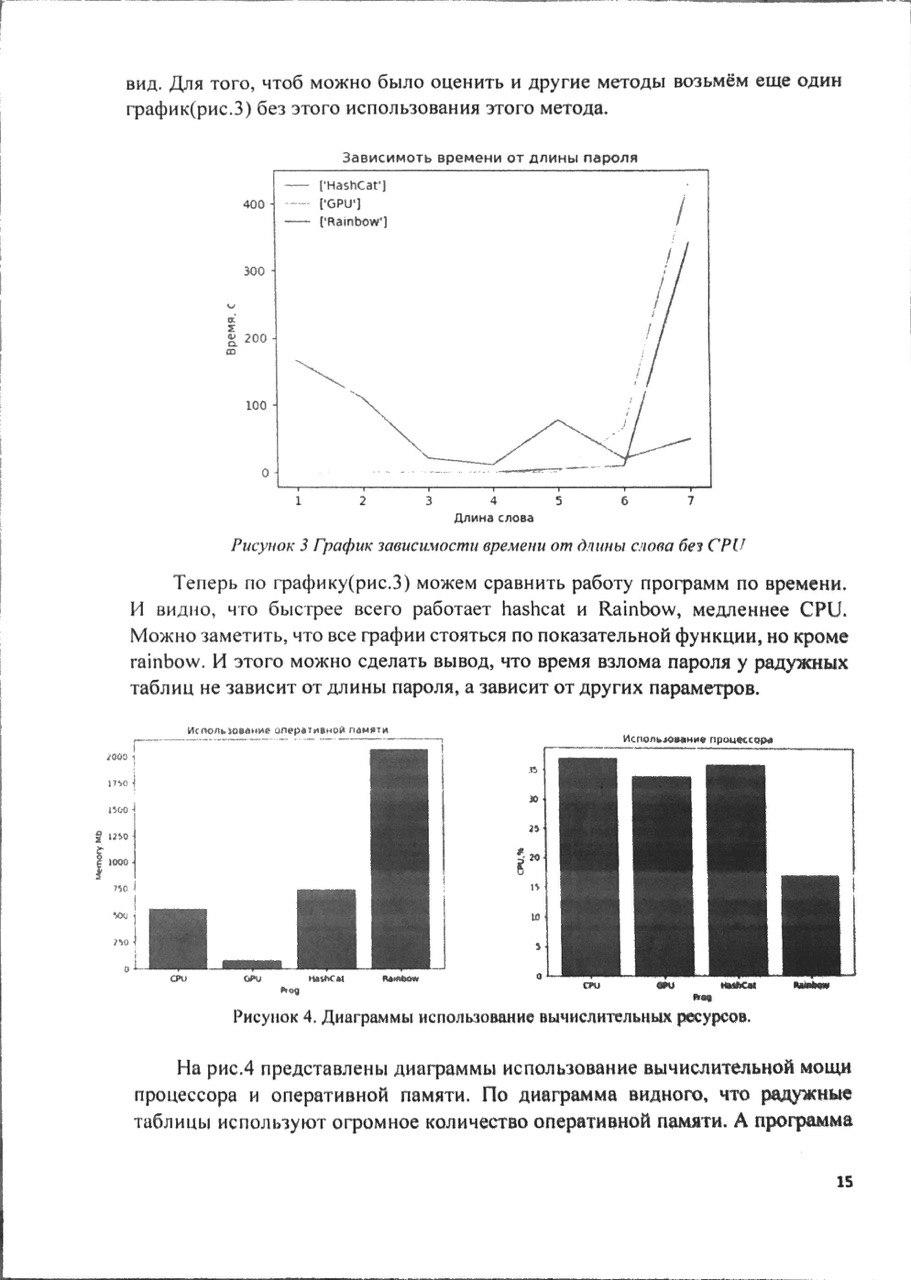 вид. Для того, чтоб можно было оценить и другие методы возьмём еще один
график(рис.3) без этого использования этого метода.
Зависимоть времени от длины пароля
['HashCat']
['GPU']
['Rainbow']
400
300
200
100
0
Время, с
1 2 3 4 5 6 7
Длина слова
Рисунок 3 График зависимости времени от длины слова без CPU
Теперь по графику(рис.3) можем сравнить работу программ по времени.
И видно, что быстрее всего работает hashcat и Rainbow, медленнее CPU.
Можно заметить, что все графии стояться по показательной функции, но кроме
rainbow. И этого можно сделать вывод, что время взлома пароля у радужных
таблиц не зависит от длины пароля, а зависит от других параметров.
Использование оперативной памяти
2000
1750
1500
1250
1000
750
500
250
0
Memory Mb
CPU GPU HashCat Rainbow
Prog
Использование процессора
35
30
25
20
15
10
5
0
CPU,%
CPU GPU HashCat Rainbow
Prog
Рисунок 4. Диаграммы использование вычислительных ресурсов.
На рис.4 представлены диаграммы использование вычислительной мощи
процессора и оперативной памяти. По диаграмма видного, что радужные
таблицы используют огромное количество оперативной памяти. А программа
15